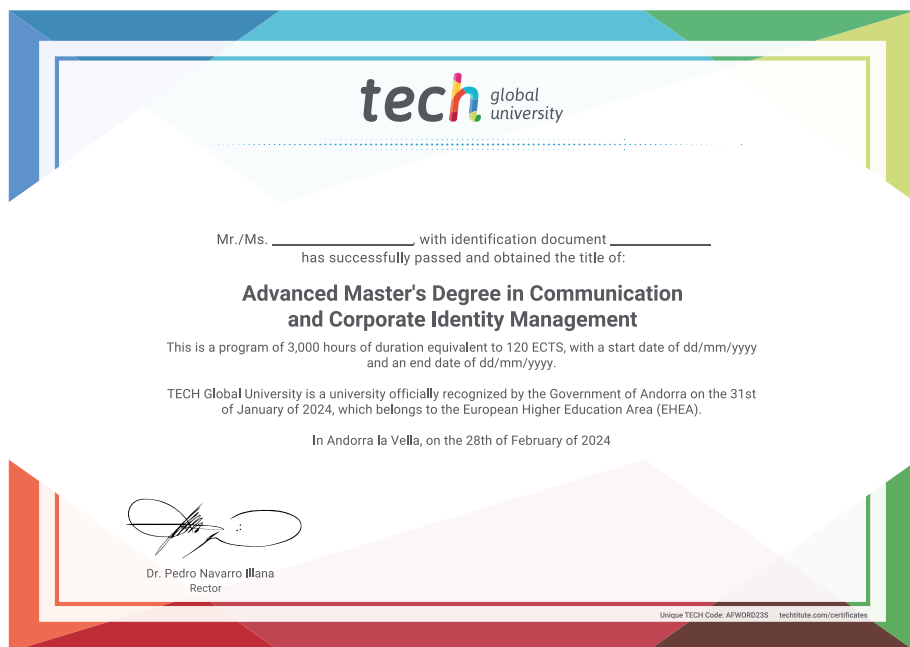 tech global
university
Mr./Ms. ____________________, with identification document ______________
has successfully passed and obtained the title of:
Advanced Master's Degree in Communication
and Corporate Identity Management
This is a program of 3,000 hours of duration equivalent to 120 ECTS, with a start date of dd/mm/yyyy
and an end date of dd/mm/yyyy.
TECH Global University is a university officially recognized by the Government of Andorra on the 31st
of January of 2024, which belongs to the European Higher Education Area (EHEA).
In Andorra la Vella, on the 28th of February of 2024
Dr. Pedro Navarro Illana
Rector
Unique TECH Code: AFWORD23S techtitute.com/certificates